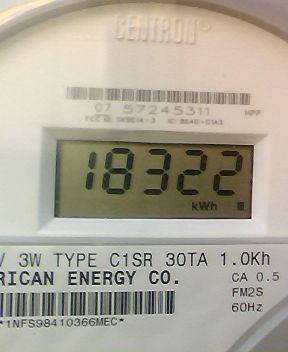 CENTRON®
07 57245311 HPP
18322
kWh
V 3W TYPE C1SR 30TA 1.0Kh
RICAN ENERGY CO.
CA 0.5
FM2S
60Hz
*1NFS98410366MEC*